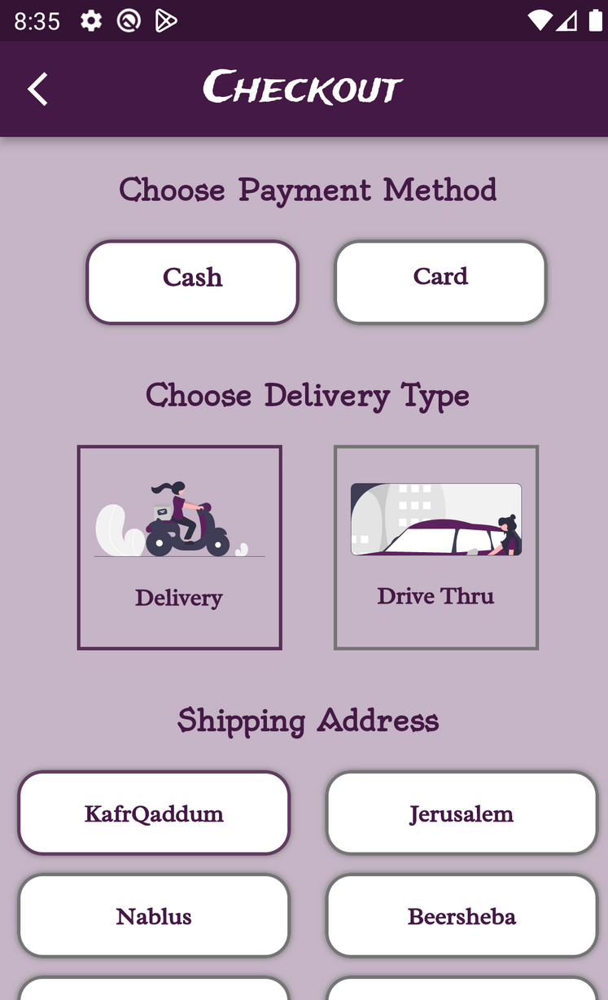 8:35
Checkout
Choose Payment Method
Cash
Card
Choose Delivery Type
Delivery
Drive Thru
Shipping Address
KafrQaddum
Jerusalem
Nablus
Beersheba